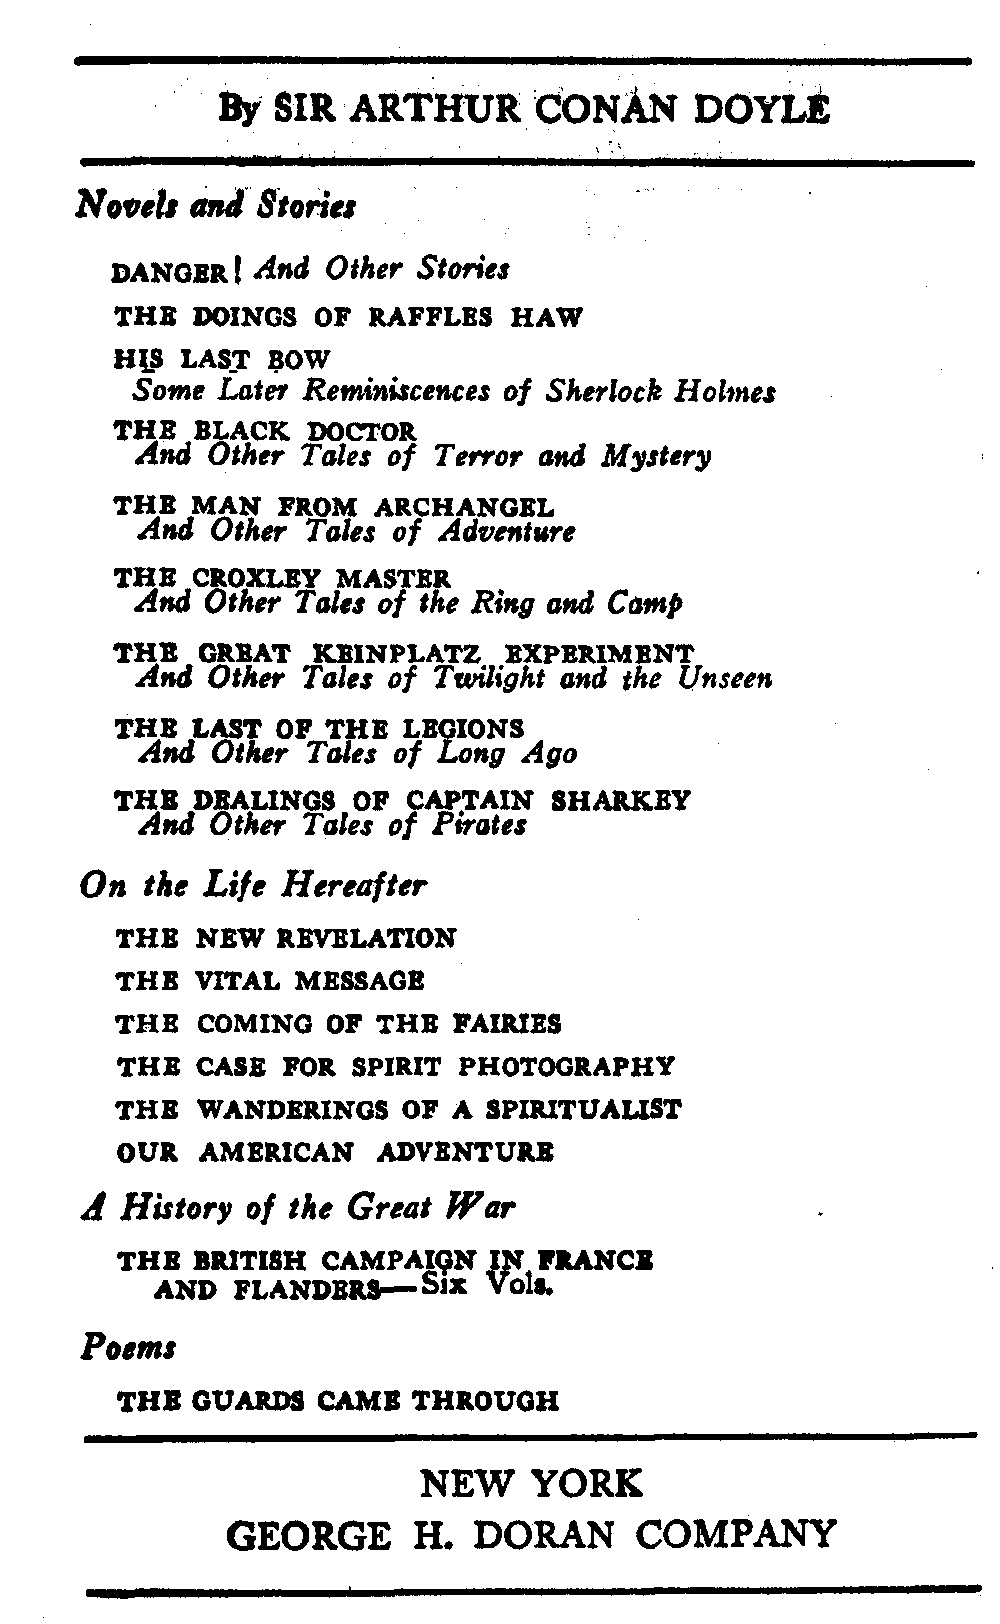 By SIR ARTHUR CONAN DOYLE
Novels and Stories
DANGER! And Other Stories
THE DOINGS OF RAFFLES HAW
HIS LAST BOW
Some Later Reminiscences of Sherlock Holmes
THE BLACK DOCTOR
And Other Tales of Terror and Mystery
THE MAN FROM ARCHANGEL
And Other Tales of Adventure
THE CROXLEY MASTER
And Other Tales of the Ring and Camp
THE GREAT KEINPLATZ EXPERIMENT
And Other Tales of Twilight and the Unseen
THE LAST OF THE LEGIONS
And Other Tales of Long Ago
THE DEALINGS OF CAPTAIN SHARKEY
And Other Tales of Pirates
On the Life Hereafter
THE NEW REVELATION
THE VITAL MESSAGE
THE COMING OF THE FAIRIES
THE CASE FOR SPIRIT PHOTOGRAPHY
THE WANDERINGS OF A SPIRITUALIST
OUR AMERICAN ADVENTURE
A History of the Great War
THE BRITISH CAMPAIGN IN FRANCE
AND FLANDERS—Six Vols.
Poems
THE GUARDS CAME THROUGH
NEW YORK
GEORGE H. DORAN COMPANY